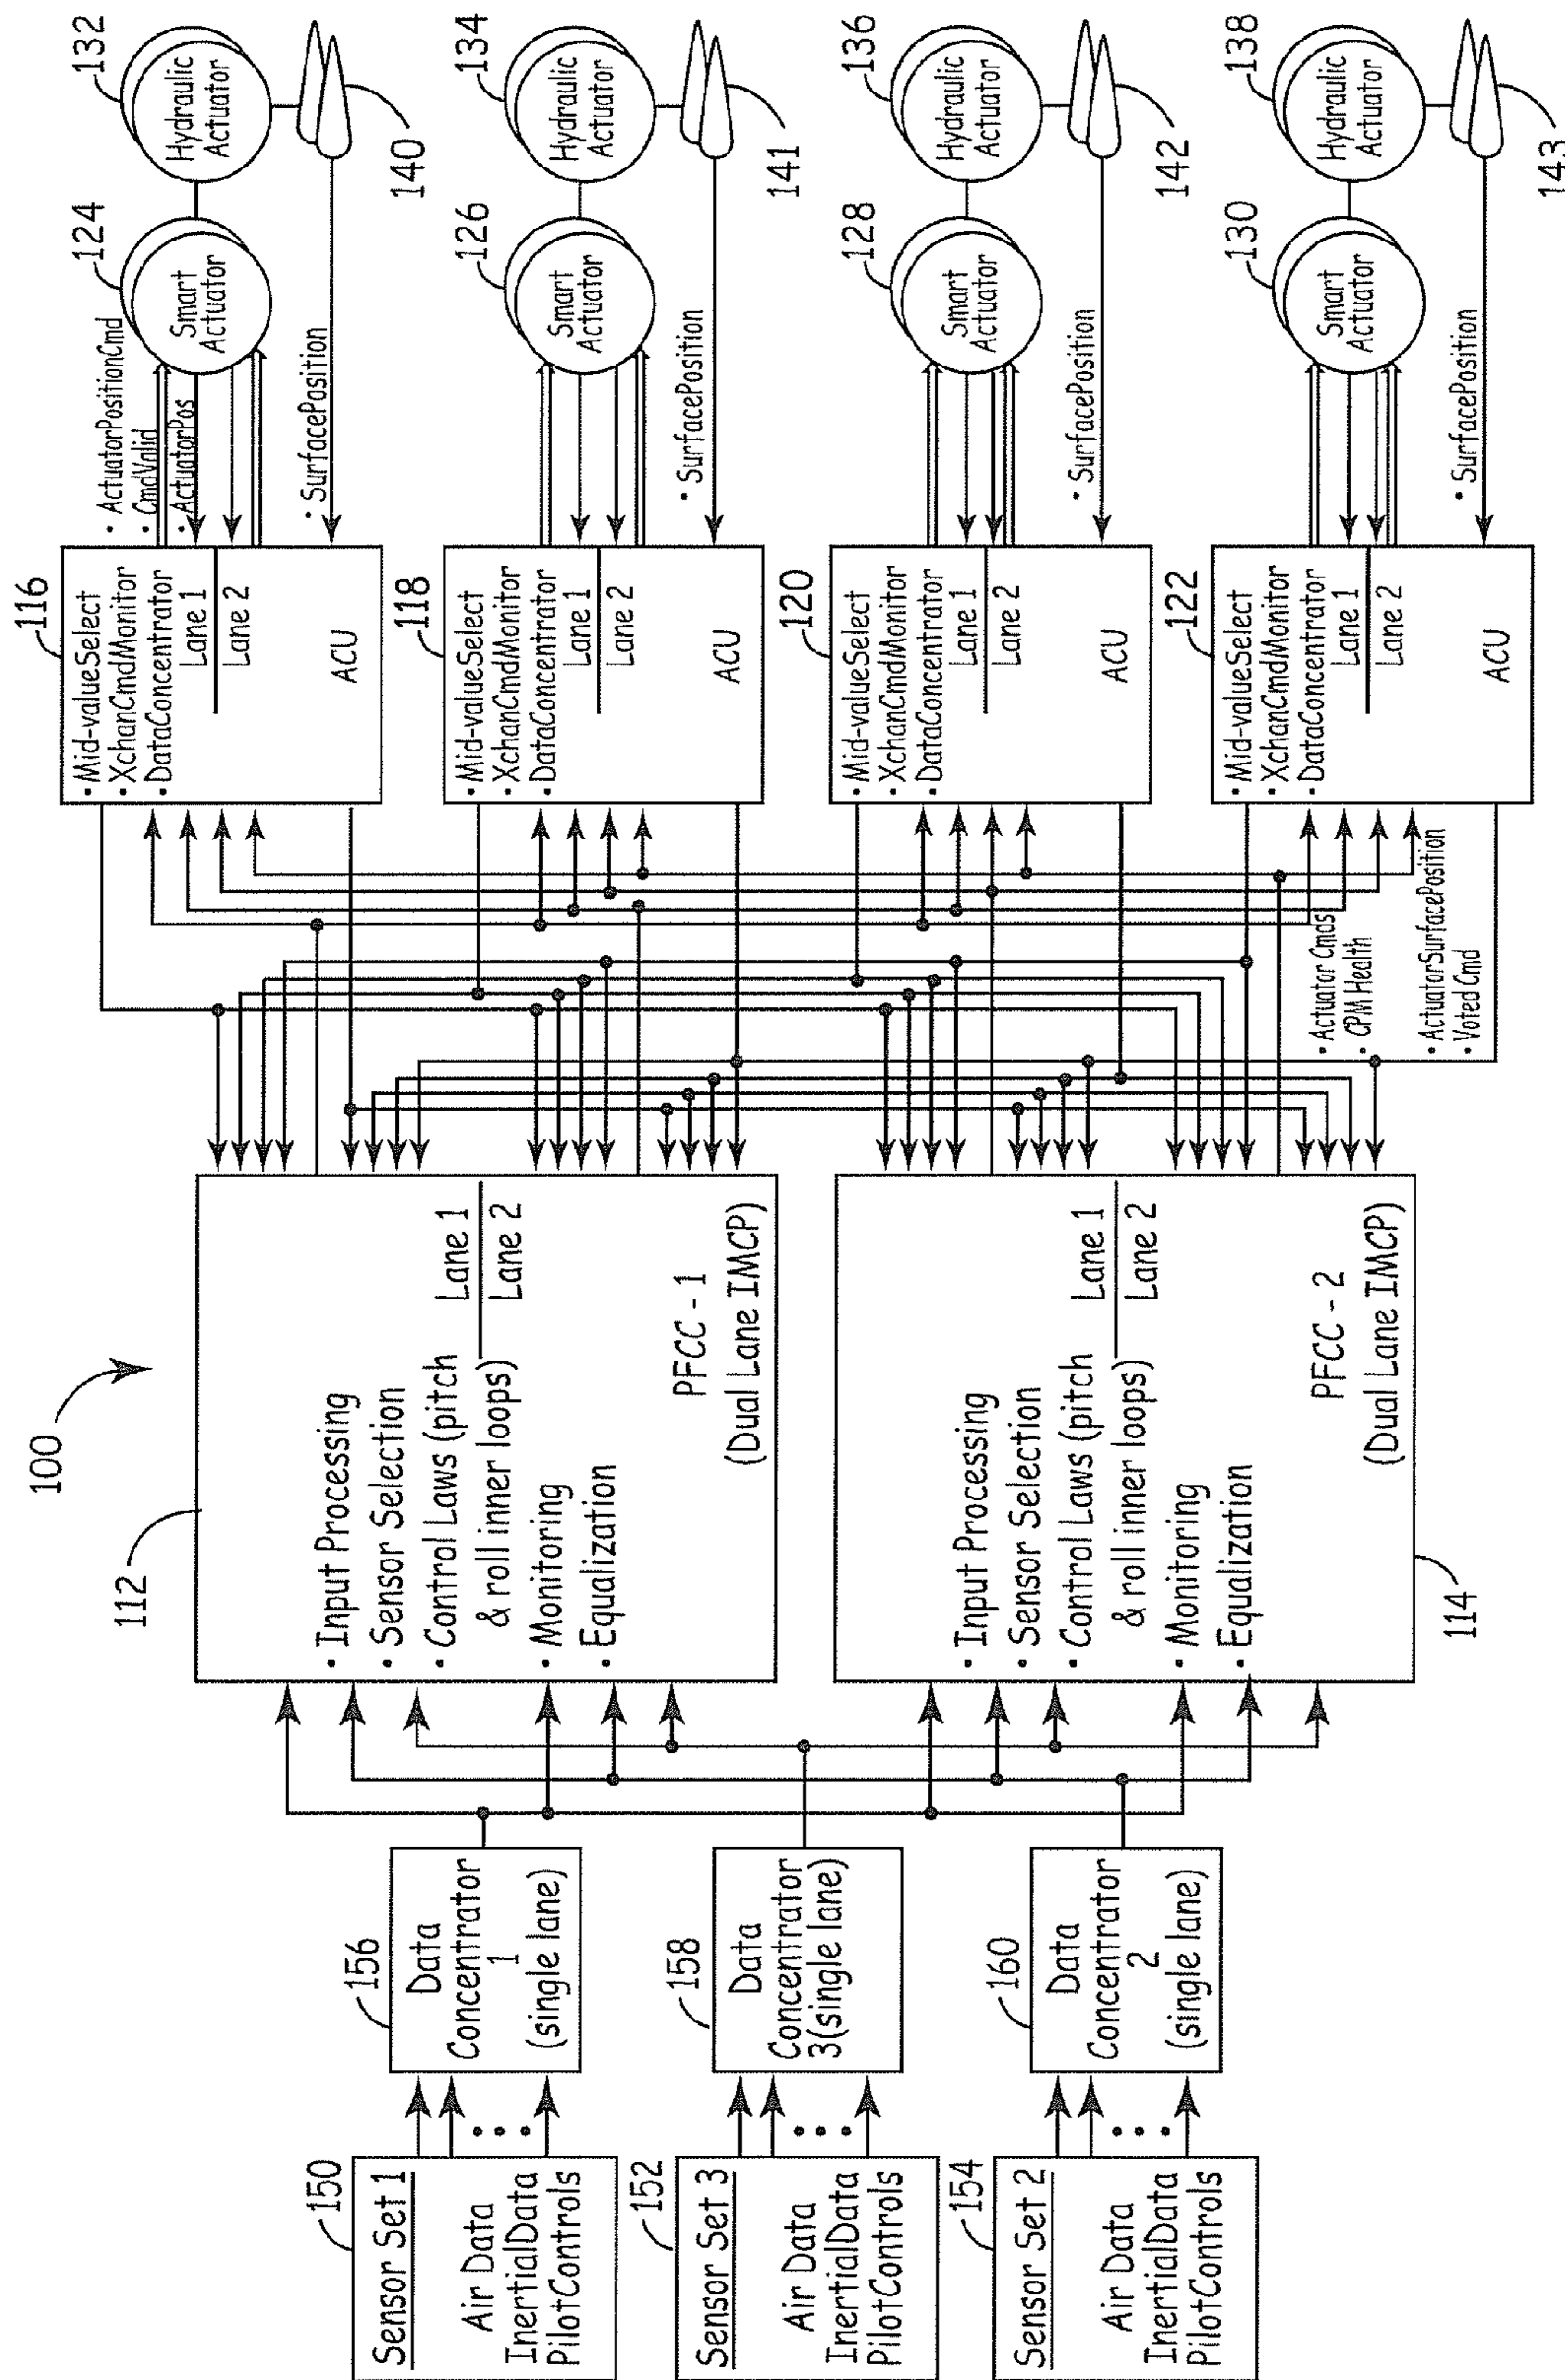 100
150
Sensor Set 1
Air Data
InertialData
PilotControls
152
Sensor Set 3
Air Data
InertialData
PilotControls
154
Sensor Set 2
Air Data
InertialData
PilotControls
156
Data
Concentrator
1
(single lane)
158
Data
Concentrator
3(single lane)
160
Data
Concentrator
2
(single lane)
112
• Input Processing
• Sensor Selection
• Control Laws (pitch
& roll inner loops)
• Monitoring
• Equalization
Lane 1
Lane 2
PFCC - 1
(Dual Lane IMCP)
114
• Input Processing
• Sensor Selection
• Control Laws (pitch
& roll inner loops)
• Monitoring
• Equalization
Lane 1
Lane 2
PFCC - 2
(Dual Lane IMCP)
• Actuator Cmds
• CPM Health
• ActuatorSurfacePosition
• Voted Cmd
116
• Mid-valueSelect
• XchanCmdMonitor
• DataConcentrator
Lane 1
Lane 2
ACU
• ActuatorPositionCmd
• CmdValid
• ActuatorPos
• SurfacePosition
124
Smart
Actuator
132
Hydraulic
Actuator
140
118
• Mid-valueSelect
• XchanCmdMonitor
• DataConcentrator
Lane 1
Lane 2
ACU
• SurfacePosition
126
Smart
Actuator
134
Hydraulic
Actuator
141
120
• Mid-valueSelect
• XchanCmdMonitor
• DataConcentrator
Lane 1
Lane 2
ACU
• SurfacePosition
128
Smart
Actuator
136
Hydraulic
Actuator
142
122
• Mid-valueSelect
• XchanCmdMonitor
• DataConcentrator
Lane 1
Lane 2
ACU
• SurfacePosition
130
Smart
Actuator
138
Hydraulic
Actuator
143